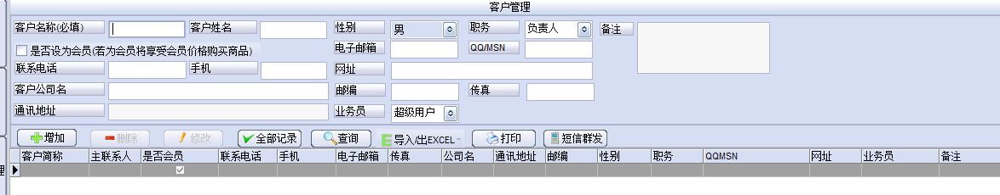 客户管理
客户名称(必填) 客户姓名 性别 男 职务 负责人 备注
是否设为会员(若为会员将享受会员价格购买商品) 电子邮箱 QQ/MSN
联系电话 手机 网址
客户公司名 邮编 传真
通讯地址 业务员 超级用户
增加 删除 修改 全部记录 查询 导入/出EXCEL 打印 短信群发
客户简称 主联系人 是否会员 联系电话 手机 电子邮箱 传真 公司名 通讯地址 邮编 性别 职务 QQMSN 网址 业务员 备注
理